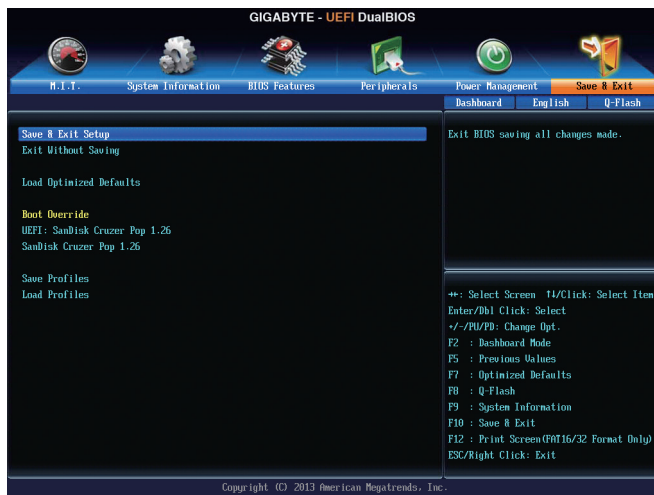 GIGABYTE - UEFI DualBIOS
M.I.T.
System Information
BIOS Features
Peripherals
Power Management
Save & Exit
Dashboard
English
Q-Flash
Save & Exit Setup
Exit Without Saving
Load Optimized Defaults
Boot Override
UEFI: SanDisk Cruzer Pop 1.26
SanDisk Cruzer Pop 1.26
Save Profiles
Load Profiles
Exit BIOS saving all changes made.
→←: Select Screen ↑↓/Click: Select Item
Enter/Dbl Click: Select
+/-/PU/PD: Change Opt.
F2 : Dashboard Mode
F5 : Previous Values
F7 : Optimized Defaults
F8 : Q-Flash
F9 : System Information
F10 : Save & Exit
F12 : Print Screen(FAT16/32 Format Only)
ESC/Right Click: Exit
Copyright (C) 2013 American Megatrends, Inc.